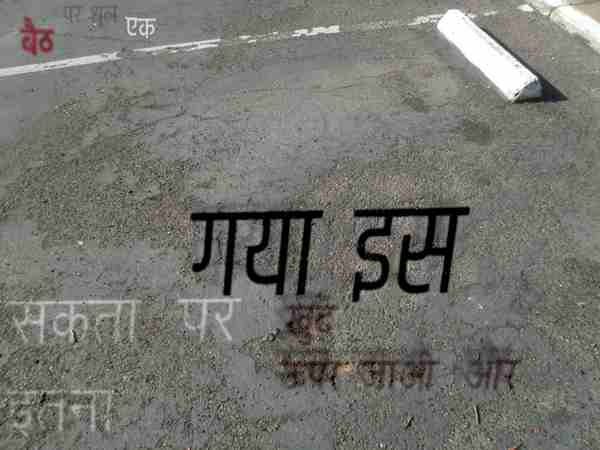 पर
बैठ
एक
गया इस
सकता पर
इतना
खुद
ऊपर जाओ और